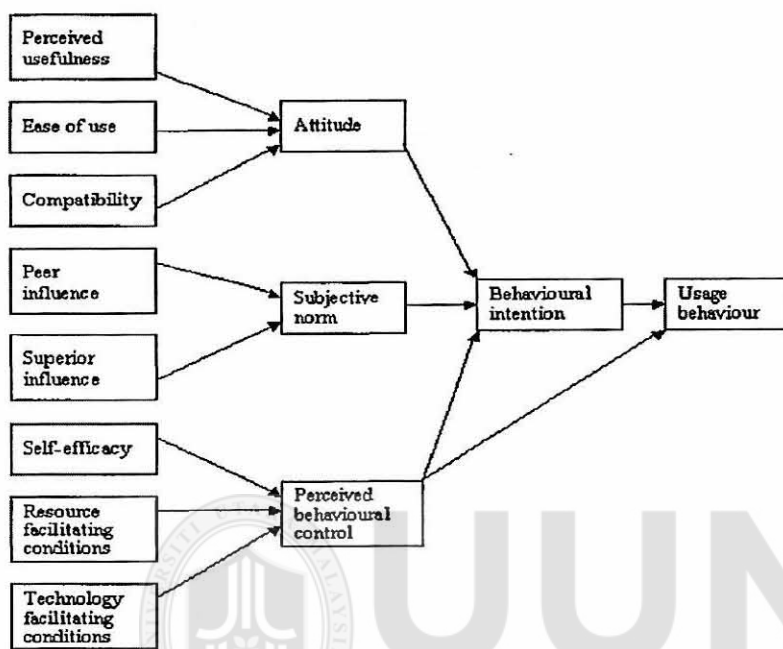 Perceived
usefulness
Ease of use
Compatibility
Peer
influence
Superior
influence
Self-efficacy
Resource
facilitating
conditions
Technology
facilitating
conditions
Attitude
Subjective
norm
Perceived
behavioural
control
Behavioural
intention
Usage
behaviour
UUN